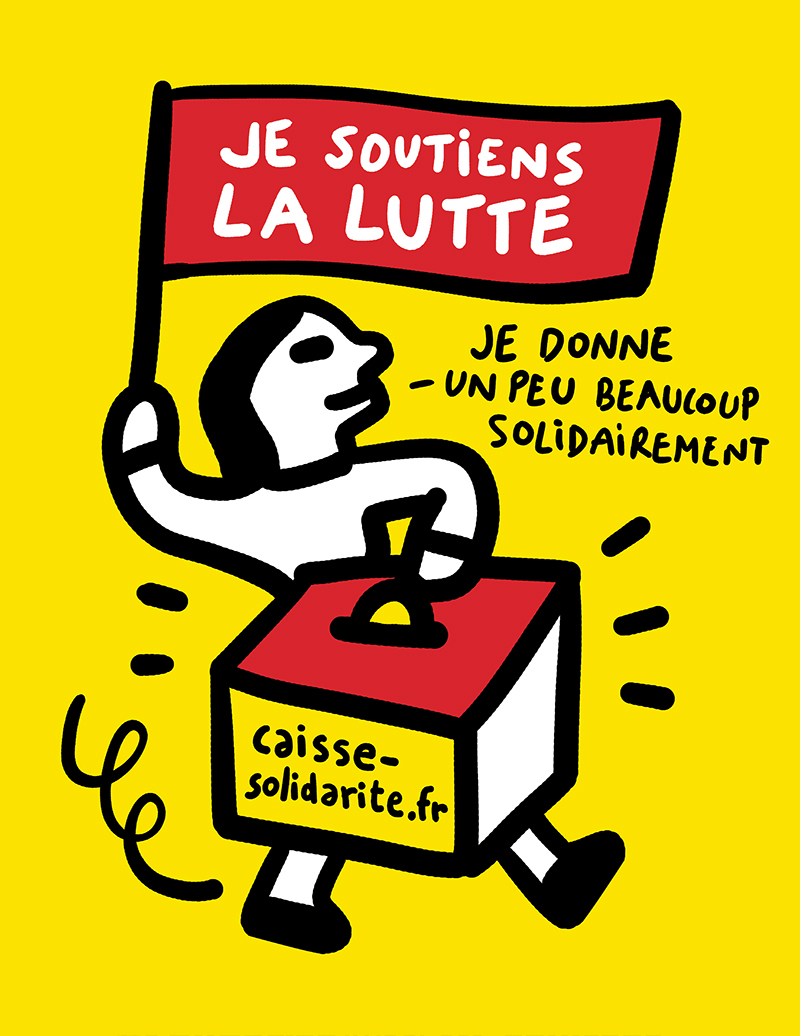 JE SOUTIENS
LA LUTTE
JE DONNE
– UN PEU BEAUCOUP
SOLIDAIREMENT
caisse-
solidarite.fr